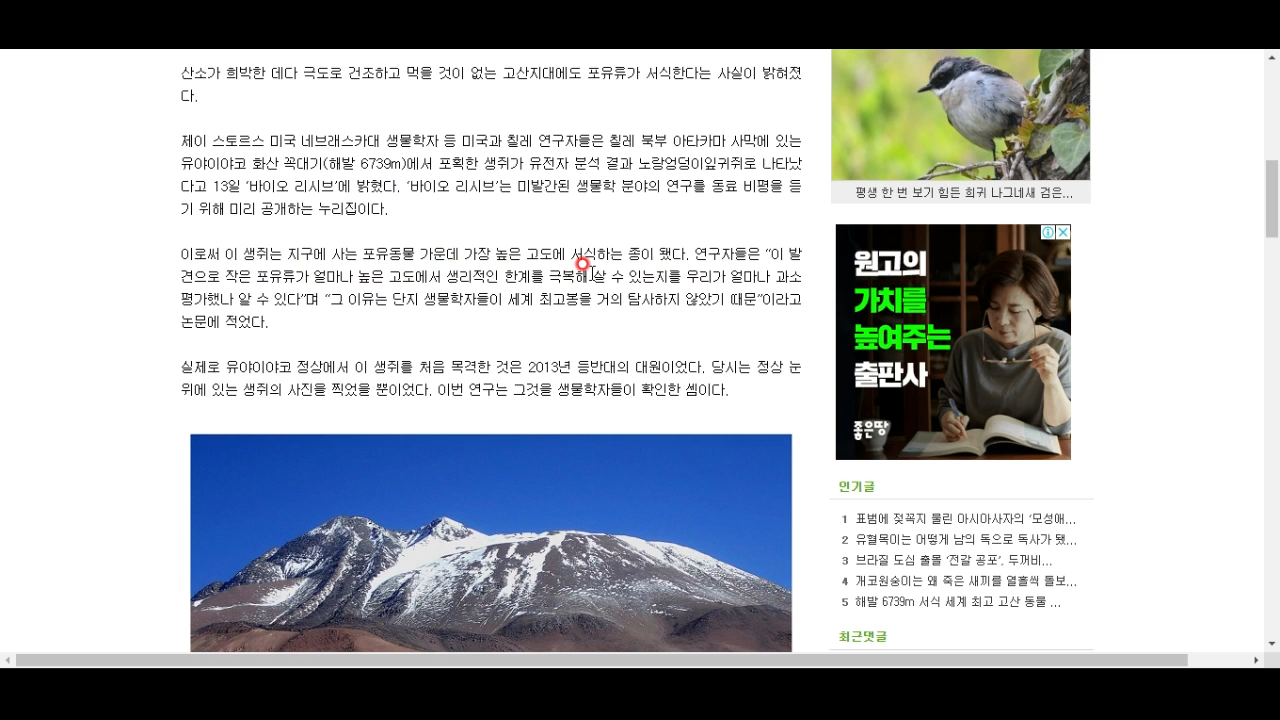 산소가 희박한 데다 극도로 건조하고 먹을 것이 없는 고산지대에도 포유류가 서식한다는 사실이 밝혀졌
다.
제이 스토르스 미국 네브래스카대 생물학자 등 미국과 칠레 연구자들은 칠레 북부 아타카마 사막에 있는
유야이야코 화산 꼭대기(해발 6739m)에서 포획한 생쥐가 유전자 분석 결과 노랑엉덩이잎귀쥐로 나타났
다고 13일 ‘바이오 리시브’에 밝혔다. ‘바이오 리시브’는 미발간된 생물학 분야의 연구를 동료 비평을 듣
기 위해 미리 공개하는 누리집이다.
이로써 이 생쥐는 지구에 사는 포유동물 가운데 가장 높은 고도에 서식하는 종이 됐다. 연구자들은 “이 발
견으로 작은 포유류가 얼마나 높은 고도에서 생리적인 한계를 극복해 살 수 있는지를 우리가 얼마나 과소
평가했나 알 수 있다”며 “그 이유는 단지 생물학자들이 세계 최고봉을 거의 탐사하지 않았기 때문”이라고
논문에 적었다.
실제로 유야이야코 정상에서 이 생쥐를 처음 목격한 것은 2013년 등반대의 대원이었다. 당시는 정상 눈
위에 있는 생쥐의 사진을 찍었을 뿐이었다. 이번 연구는 그것을 생물학자들이 확인한 셈이다.
평생 한 번 보기 힘든 희귀 나그네새 검은...
원고의
가치를
높여주는
출판사
좋은땅
인기글
1 표범에 젖꼭지 물린 아시아사자의 ‘모성애...
2 유혈목이는 어떻게 남의 독으로 독사가 됐...
3 브라질 도심 출몰 ‘전갈 공포’, 두꺼비...
4 개코원숭이는 왜 죽은 새끼를 열흘씩 돌보...
5 해발 6739m 서식 세계 최고 고산 동물 ...
최근댓글